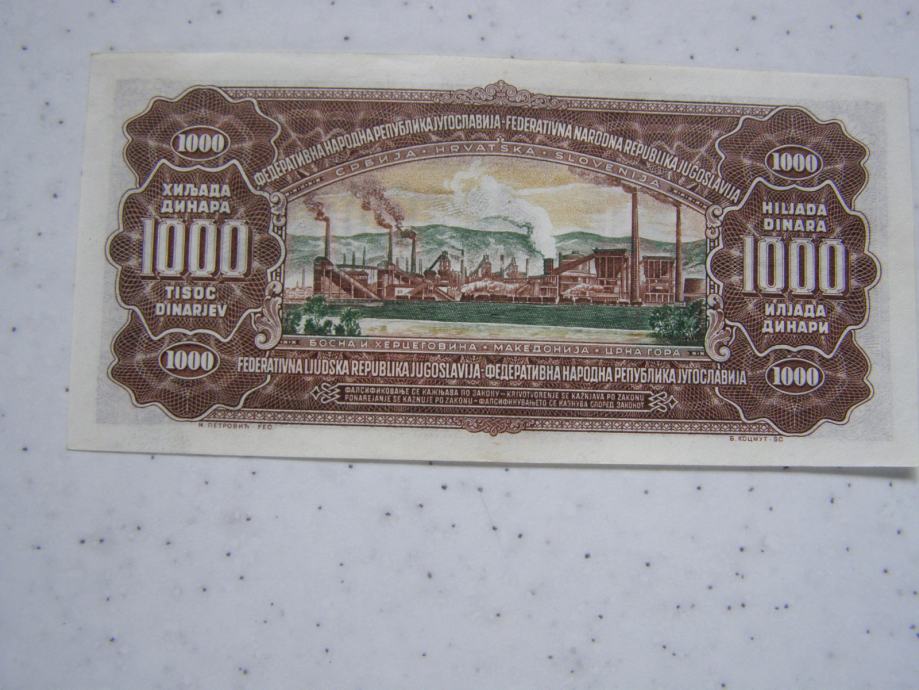 1000
1000
ФЕДЕРАТИВНА НАРОДНА РЕПУБЛИКА ЈУГОСЛАВИЈА · FEDERATIVNA NARODNA REPUBLIKA JUGOSLAVIJA
СРБИЈА · HRVATSKA · SLOVENIJA
ХИЉАДА
ДИНАРА
1000
TISOČ
DINARJEV
HILJADA
DINARA
1000
ИЛЈАДА
ДИНАРИ
БОСНА И ХЕРЦЕГОВИНА · МАКЕДОНИЈА · ЦРНА ГОРА
1000
1000
FEDERATIVNA LJUDSKA REPUBLIKA JUGOSLAVIJA · ФЕДЕРАТИВНА НАРОДНА РЕПУБЛИКА ЈУГОСЛАВИЈА
ФАЛСИФИКОВАЊЕ СЕ КАЖЊАВА ПО ЗАКОНУ · KRIVOTVORENJE SE KAŽNJAVA PO ZAKONU
PONAREJANJE SE KAZNUJE PO ZAKONU · ФАЛСИФИКУВАЊЕТО СЕ КАЗНУВА СПОРЕД ЗАКОНОТ
М. ПЕТРОВИЋ · FEC
Б. КОЦМУТ · SC